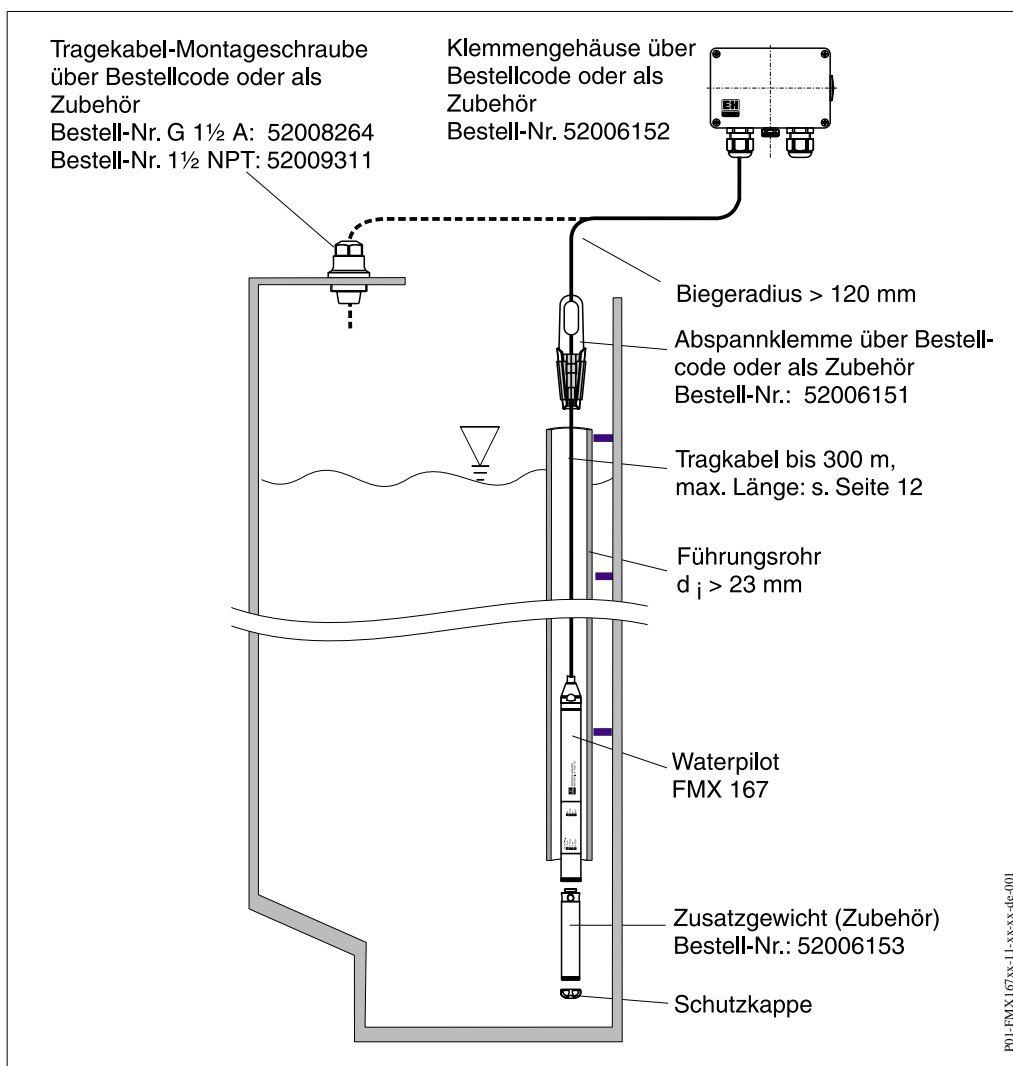 Tragekabel-Montageschraube
über Bestellcode oder als
Zubehör
Bestell-Nr. G 1½ A: 52008264
Bestell-Nr. 1½ NPT: 52009311
Klemmengehäuse über
Bestellcode oder als
Zubehör
Bestell-Nr. 52006152
EH
Biegeradius > 120 mm
Abspannklemme über Bestell-
code oder als Zubehör
Bestell-Nr.: 52006151
Tragkabel bis 300 m,
max. Länge: s. Seite 12
Führungsrohr
d i > 23 mm
Waterpilot
FMX 167
Zusatzgewicht (Zubehör)
Bestell-Nr.: 52006153
Schutzkappe
P01-FMX167xx-11-xx-xx-de-001